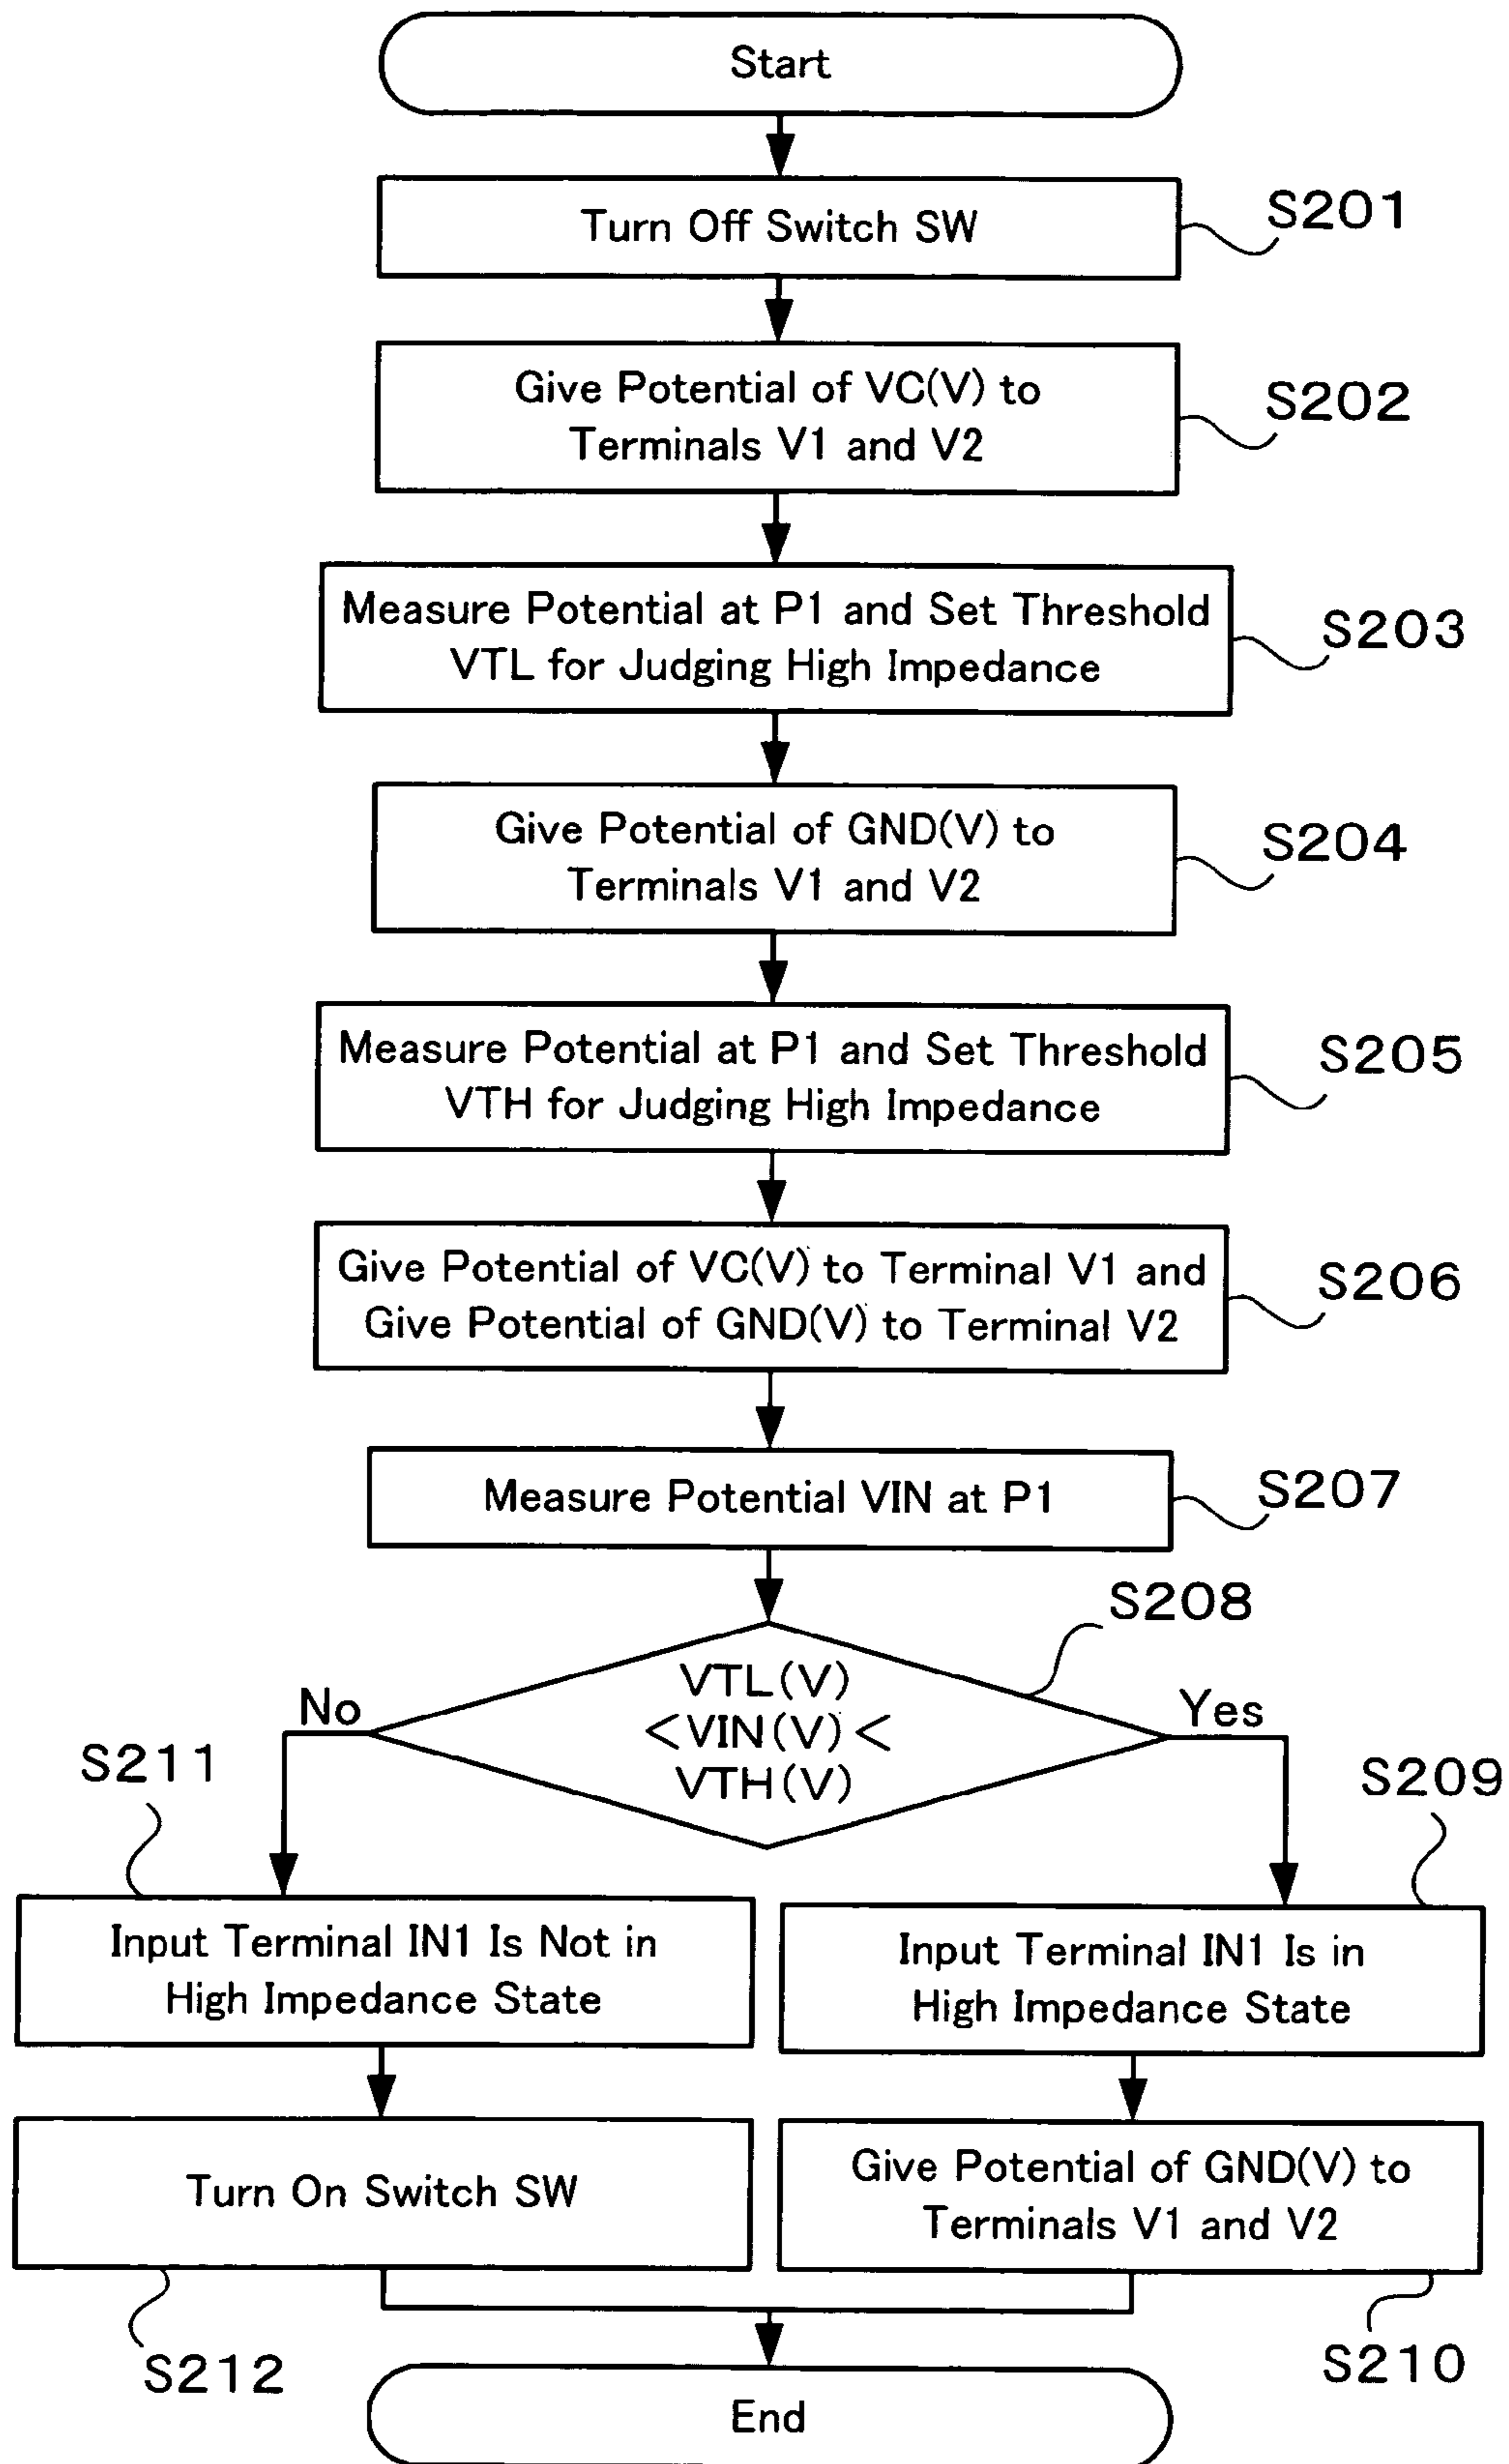 Start
Turn Off Switch SW
S201
Give Potential of VC(V) to
Terminals V1 and V2
S202
Measure Potential at P1 and Set Threshold
VTL for Judging High Impedance
S203
Give Potential of GND(V) to
Terminals V1 and V2
S204
Measure Potential at P1 and Set Threshold
VTH for Judging High Impedance
S205
Give Potential of VC(V) to Terminal V1 and
Give Potential of GND(V) to Terminal V2
S206
Measure Potential VIN at P1
S207
S208
VTL(V)
<VIN(V)<
VTH(V)
No
Yes
S211
S209
Input Terminal IN1 Is Not in
High Impedance State
Input Terminal IN1 Is in
High Impedance State
Turn On Switch SW
Give Potential of GND(V) to
Terminals V1 and V2
S212
S210
End